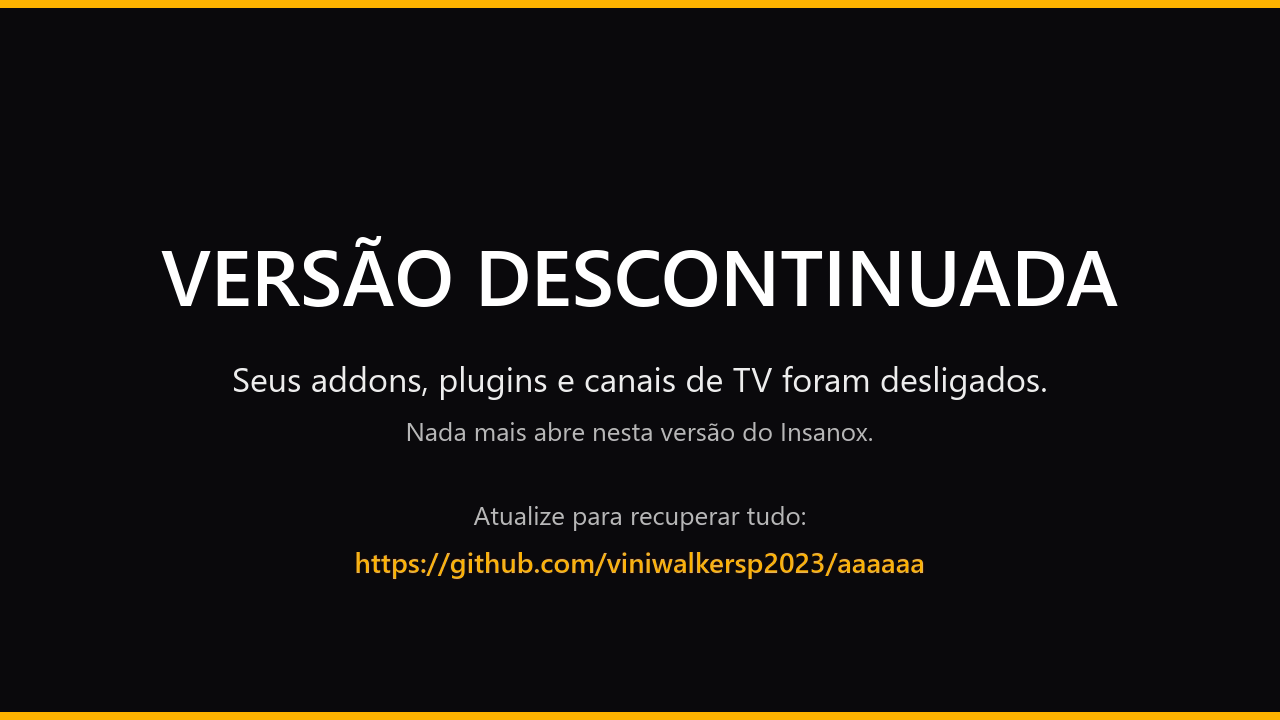 VERSÃO DESCONTINUADA
Seus addons, plugins e canais de TV foram desligados.
Nada mais abre nesta versão do Insanox.
Atualize para recuperar tudo:
https://github.com/viniwalkersp2023/aaaaaa